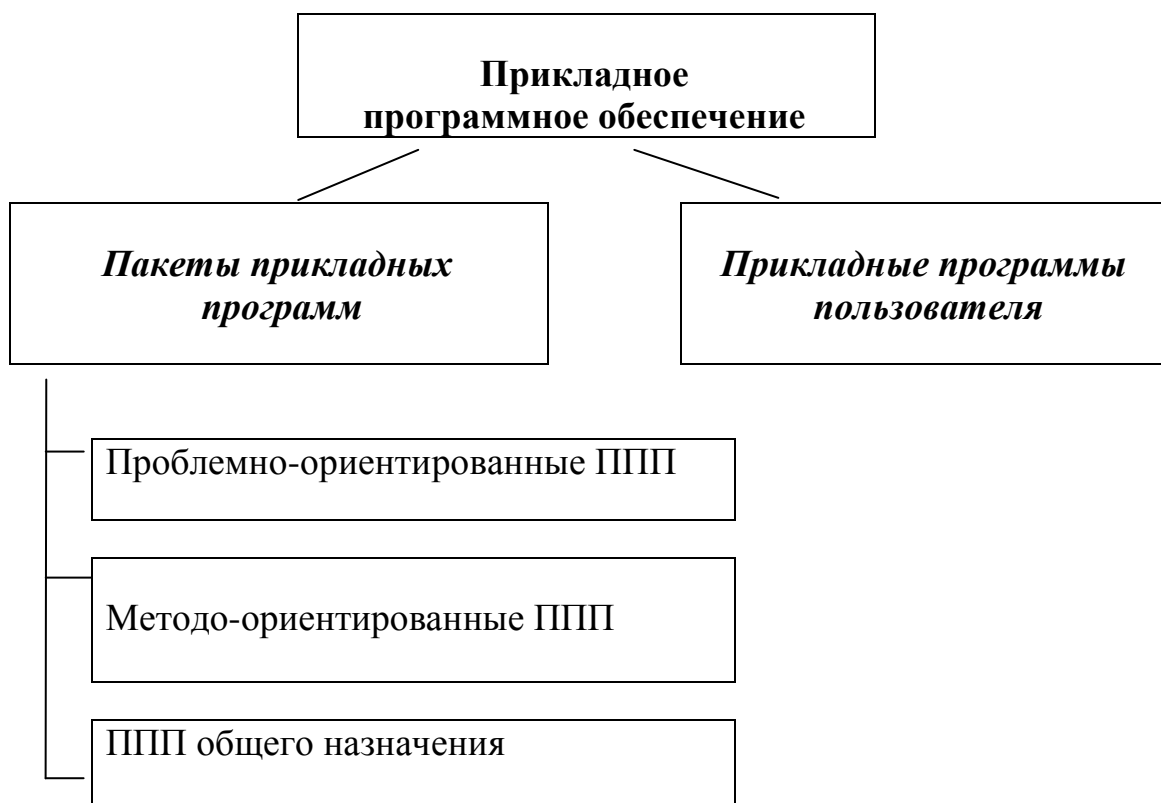 Прикладное
программное обеспечение
Пакеты прикладных
программ
Прикладные программы
пользователя
Проблемно-ориентированные ППП
Методо-ориентированные ППП
ППП общего назначения